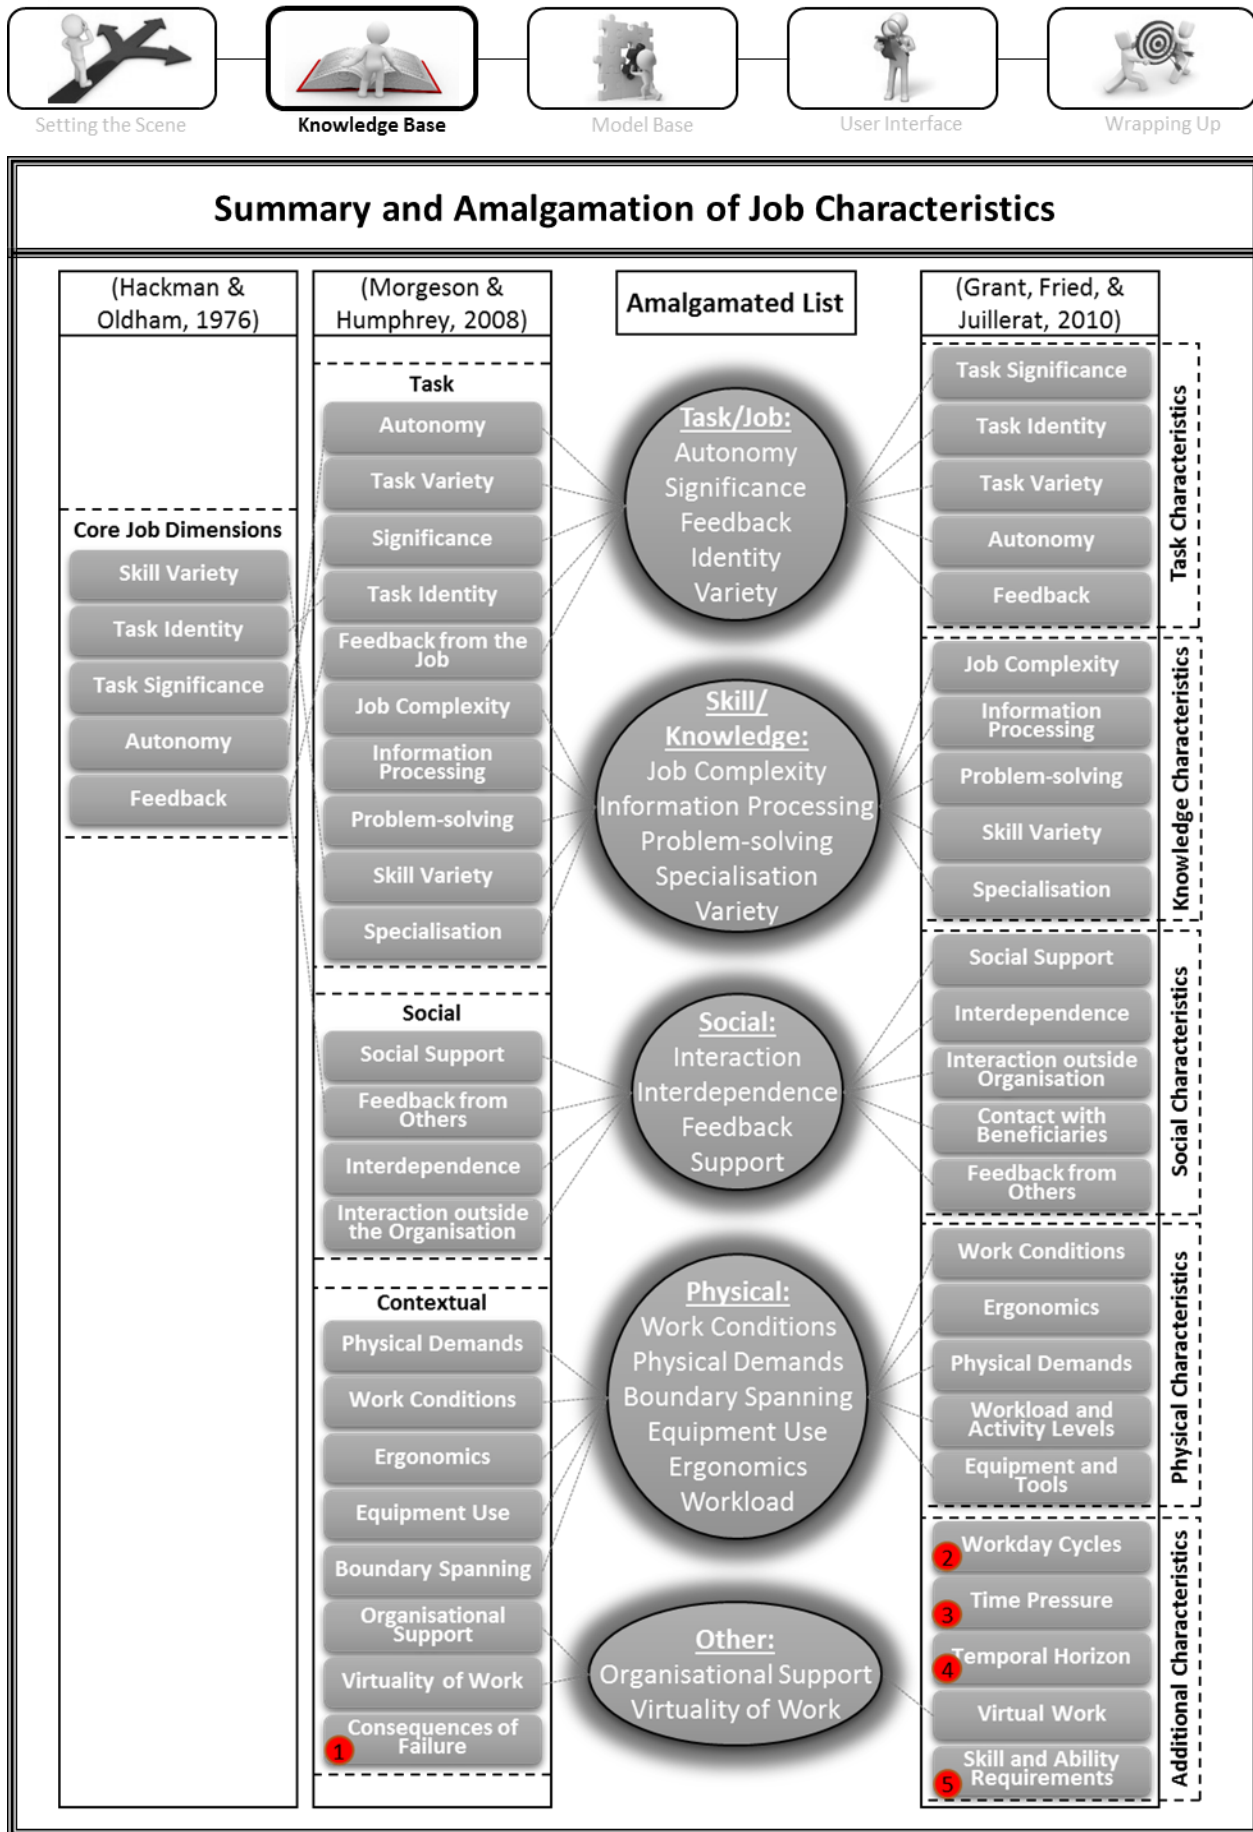 Setting the Scene
Knowledge Base
Model Base
User Interface
Wrapping Up
Summary and Amalgamation of Job Characteristics
(Hackman &
Oldham, 1976)
Core Job Dimensions
Skill Variety
Task Identity
Task Significance
Autonomy
Feedback
(Morgeson &
Humphrey, 2008)
Task
Autonomy
Task Variety
Significance
Task Identity
Feedback from the
Job
Job Complexity
Information
Processing
Problem-solving
Skill Variety
Specialisation
Social
Social Support
Feedback from
Others
Interdependence
Interaction outside
the Organisation
Contextual
Physical Demands
Work Conditions
Ergonomics
Equipment Use
Boundary Spanning
Organisational
Support
Virtuality of Work
Consequences of
Failure
1
Amalgamated List
Task/Job:
Autonomy
Significance
Feedback
Identity
Variety
Skill/
Knowledge:
Job Complexity
Information Processing
Problem-solving
Specialisation
Variety
Social:
Interaction
Interdependence
Feedback
Support
Physical:
Work Conditions
Physical Demands
Boundary Spanning
Equipment Use
Ergonomics
Workload
Other:
Organisational Support
Virtuality of Work
(Grant, Fried, &
Juillerat, 2010)
Task Significance
Task Identity
Task Variety
Autonomy
Feedback
Task Characteristics
Job Complexity
Information
Processing
Problem-solving
Skill Variety
Specialisation
Knowledge Characteristics
Social Support
Interdependence
Interaction outside
Organisation
Contact with
Beneficiaries
Feedback from
Others
Social Characteristics
Work Conditions
Ergonomics
Physical Demands
Workload and
Activity Levels
Equipment and
Tools
Physical Characteristics
2 Workday Cycles
3 Time Pressure
4 Temporal Horizon
Virtual Work
Skill and Ability
5 Requirements
Additional Characteristics